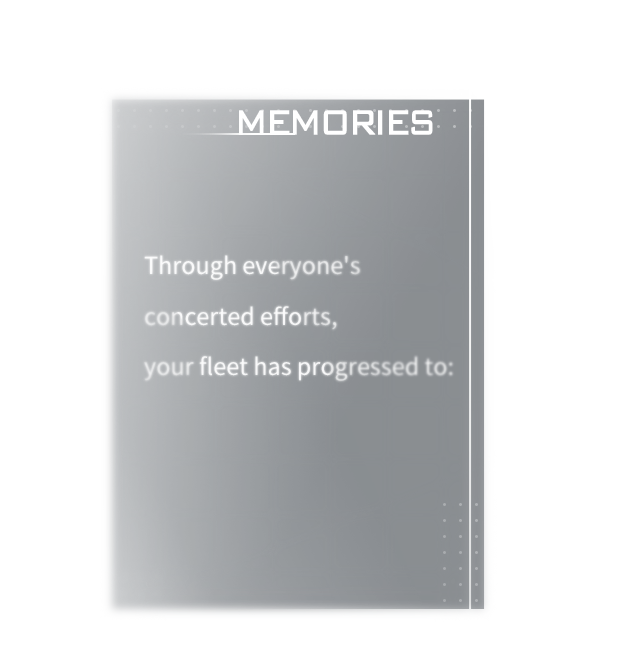 MEMORIES
Through everyone's
concerted efforts,
your fleet has progressed to: